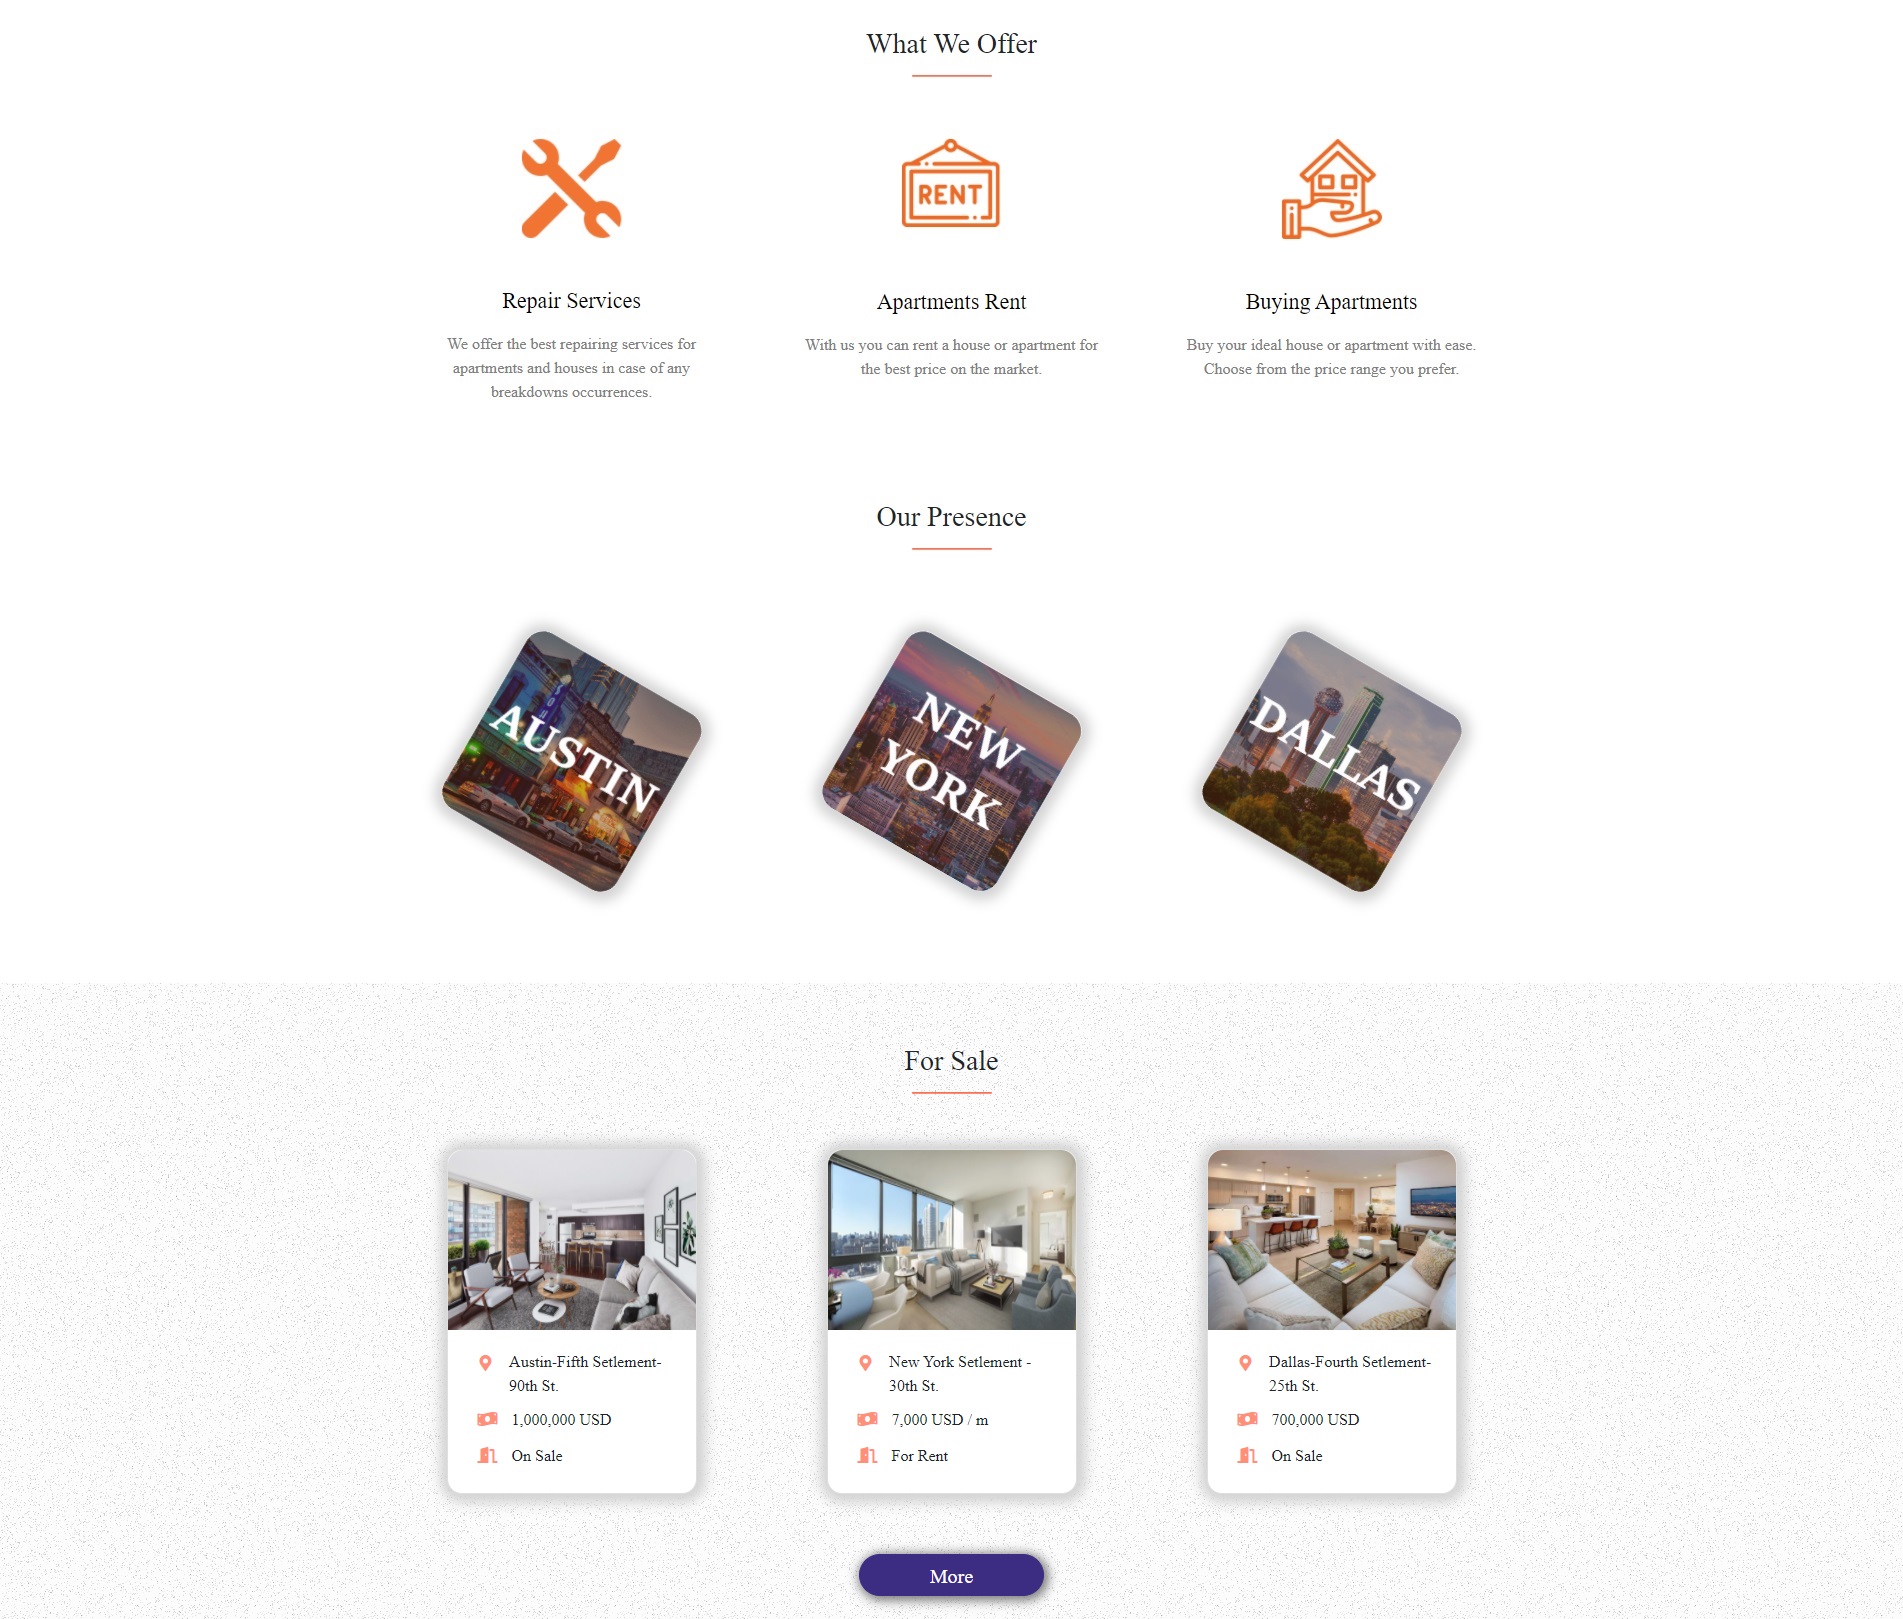 What We Offer
RENT
Repair Services
Apartments Rent
Buying Apartments
We offer the best repairing services for
apartments and houses in case of any
breakdowns occurrences.
With us you can rent a house or apartment for
the best price on the market.
Buy your ideal house or apartment with ease.
Choose from the price range you prefer.
Our Presence
AUSTIN
NEW
YORK
DALLAS
For Sale
Austin-Fifth Setlement-
90th St.
1,000,000 USD
On Sale
New York Setlement -
30th St.
7,000 USD / m
For Rent
Dallas-Fourth Setlement-
25th St.
700,000 USD
On Sale
More